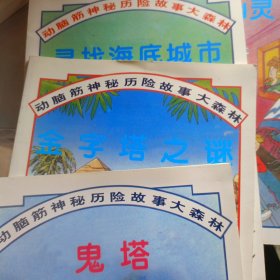 动脑筋神秘历险故事大森林
寻找海底城市
动脑筋神秘历险故事大森林
金字塔之谜
动脑筋神秘历险故事大森林
鬼塔
灵